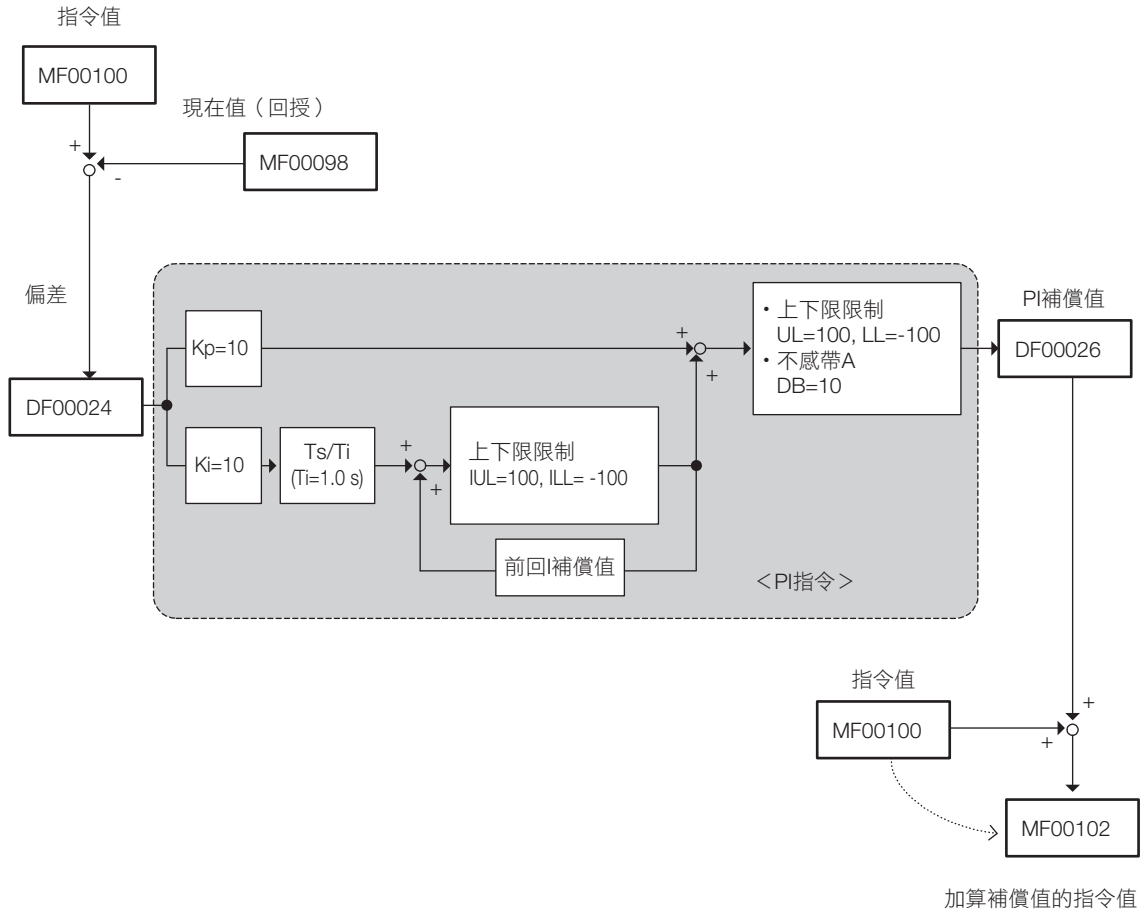 指令值
MF00100
現在值（回授）
+
MF00098
-
偏差
DF00024
Kp=10
Ki=10
Ts/Ti
(Ti=1.0 s)
+
+
上下限限制
IUL=100, ILL= -100
前回I補償值
+
+
・上下限限制
UL=100, LL=-100
・不感帶A
DB=10
＜PI指令＞
PI補償值
DF00026
指令值
MF00100
+
+
MF00102
加算補償值的指令值